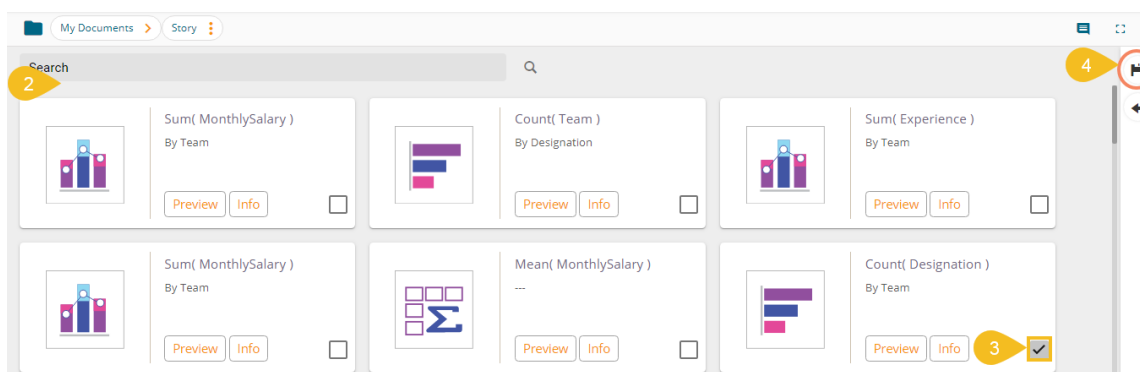 My Documents > Story
Search
2
4
Sum( MonthlySalary )
By Team
Preview Info
Count( Team )
By Designation
Preview Info
Sum( Experience )
By Team
Preview Info
Sum( MonthlySalary )
By Team
Preview Info
Mean( MonthlySalary )
---
Preview Info
Count( Designation )
By Team
Preview Info
3